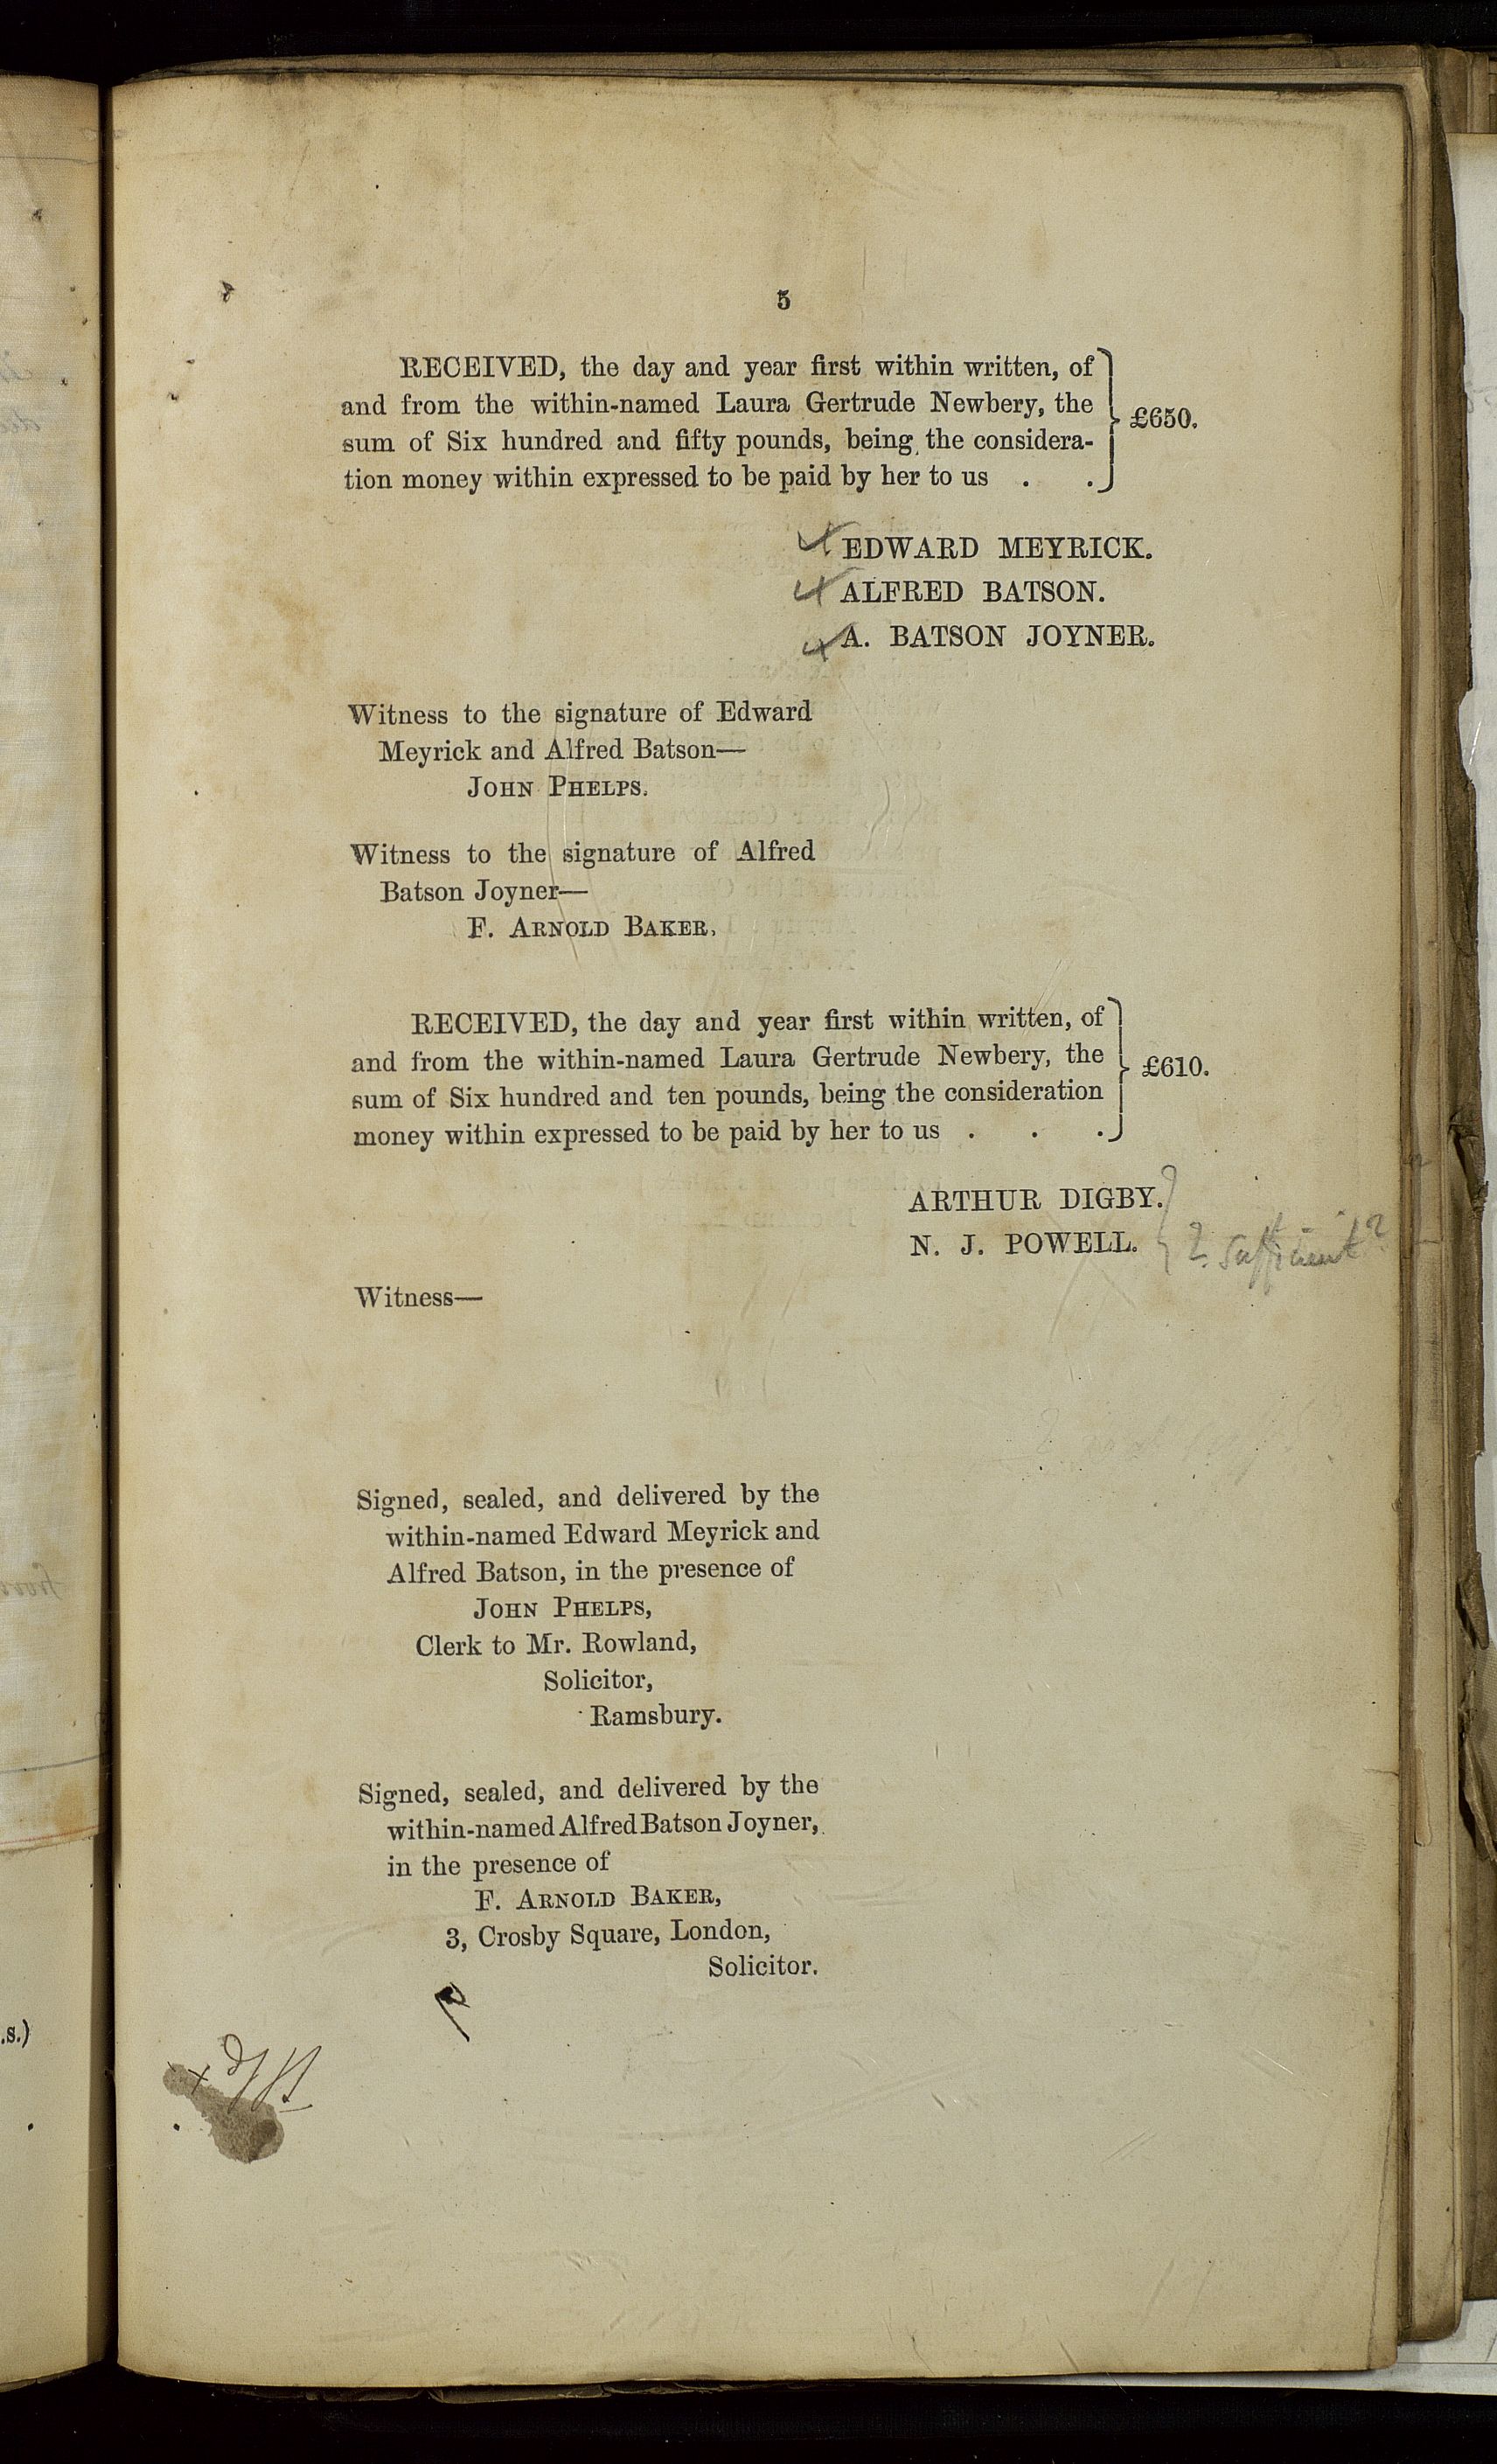 5
RECEIVED, the day and year first within written, of
and from the within-named Laura Gertrude Newbery, the
sum of Six hundred and fifty pounds, being the considera-
tion money within expressed to be paid by her to us . .
£650.
EDWARD MEYRICK.
ALFRED BATSON.
A. BATSON JOYNER.
Witness to the signature of Edward
Meyrick and Alfred Batson—
JOHN PHELPS.
Witness to the signature of Alfred
Batson Joyner—
F. ARNOLD BAKER.
RECEIVED, the day and year first within written, of
and from the within-named Laura Gertrude Newbery, the
sum of Six hundred and ten pounds, being the consideration
money within expressed to be paid by her to us . . .
£610.
ARTHUR DIGBY.
N. J. POWELL.
? Sufficient?
Witness—
Signed, sealed, and delivered by the
within-named Edward Meyrick and
Alfred Batson, in the presence of
JOHN PHELPS,
Clerk to Mr. Rowland,
Solicitor,
Ramsbury.
Signed, sealed, and delivered by the
within-named Alfred Batson Joyner,
in the presence of
F. ARNOLD BAKER,
3, Crosby Square, London,
Solicitor.
.s.)